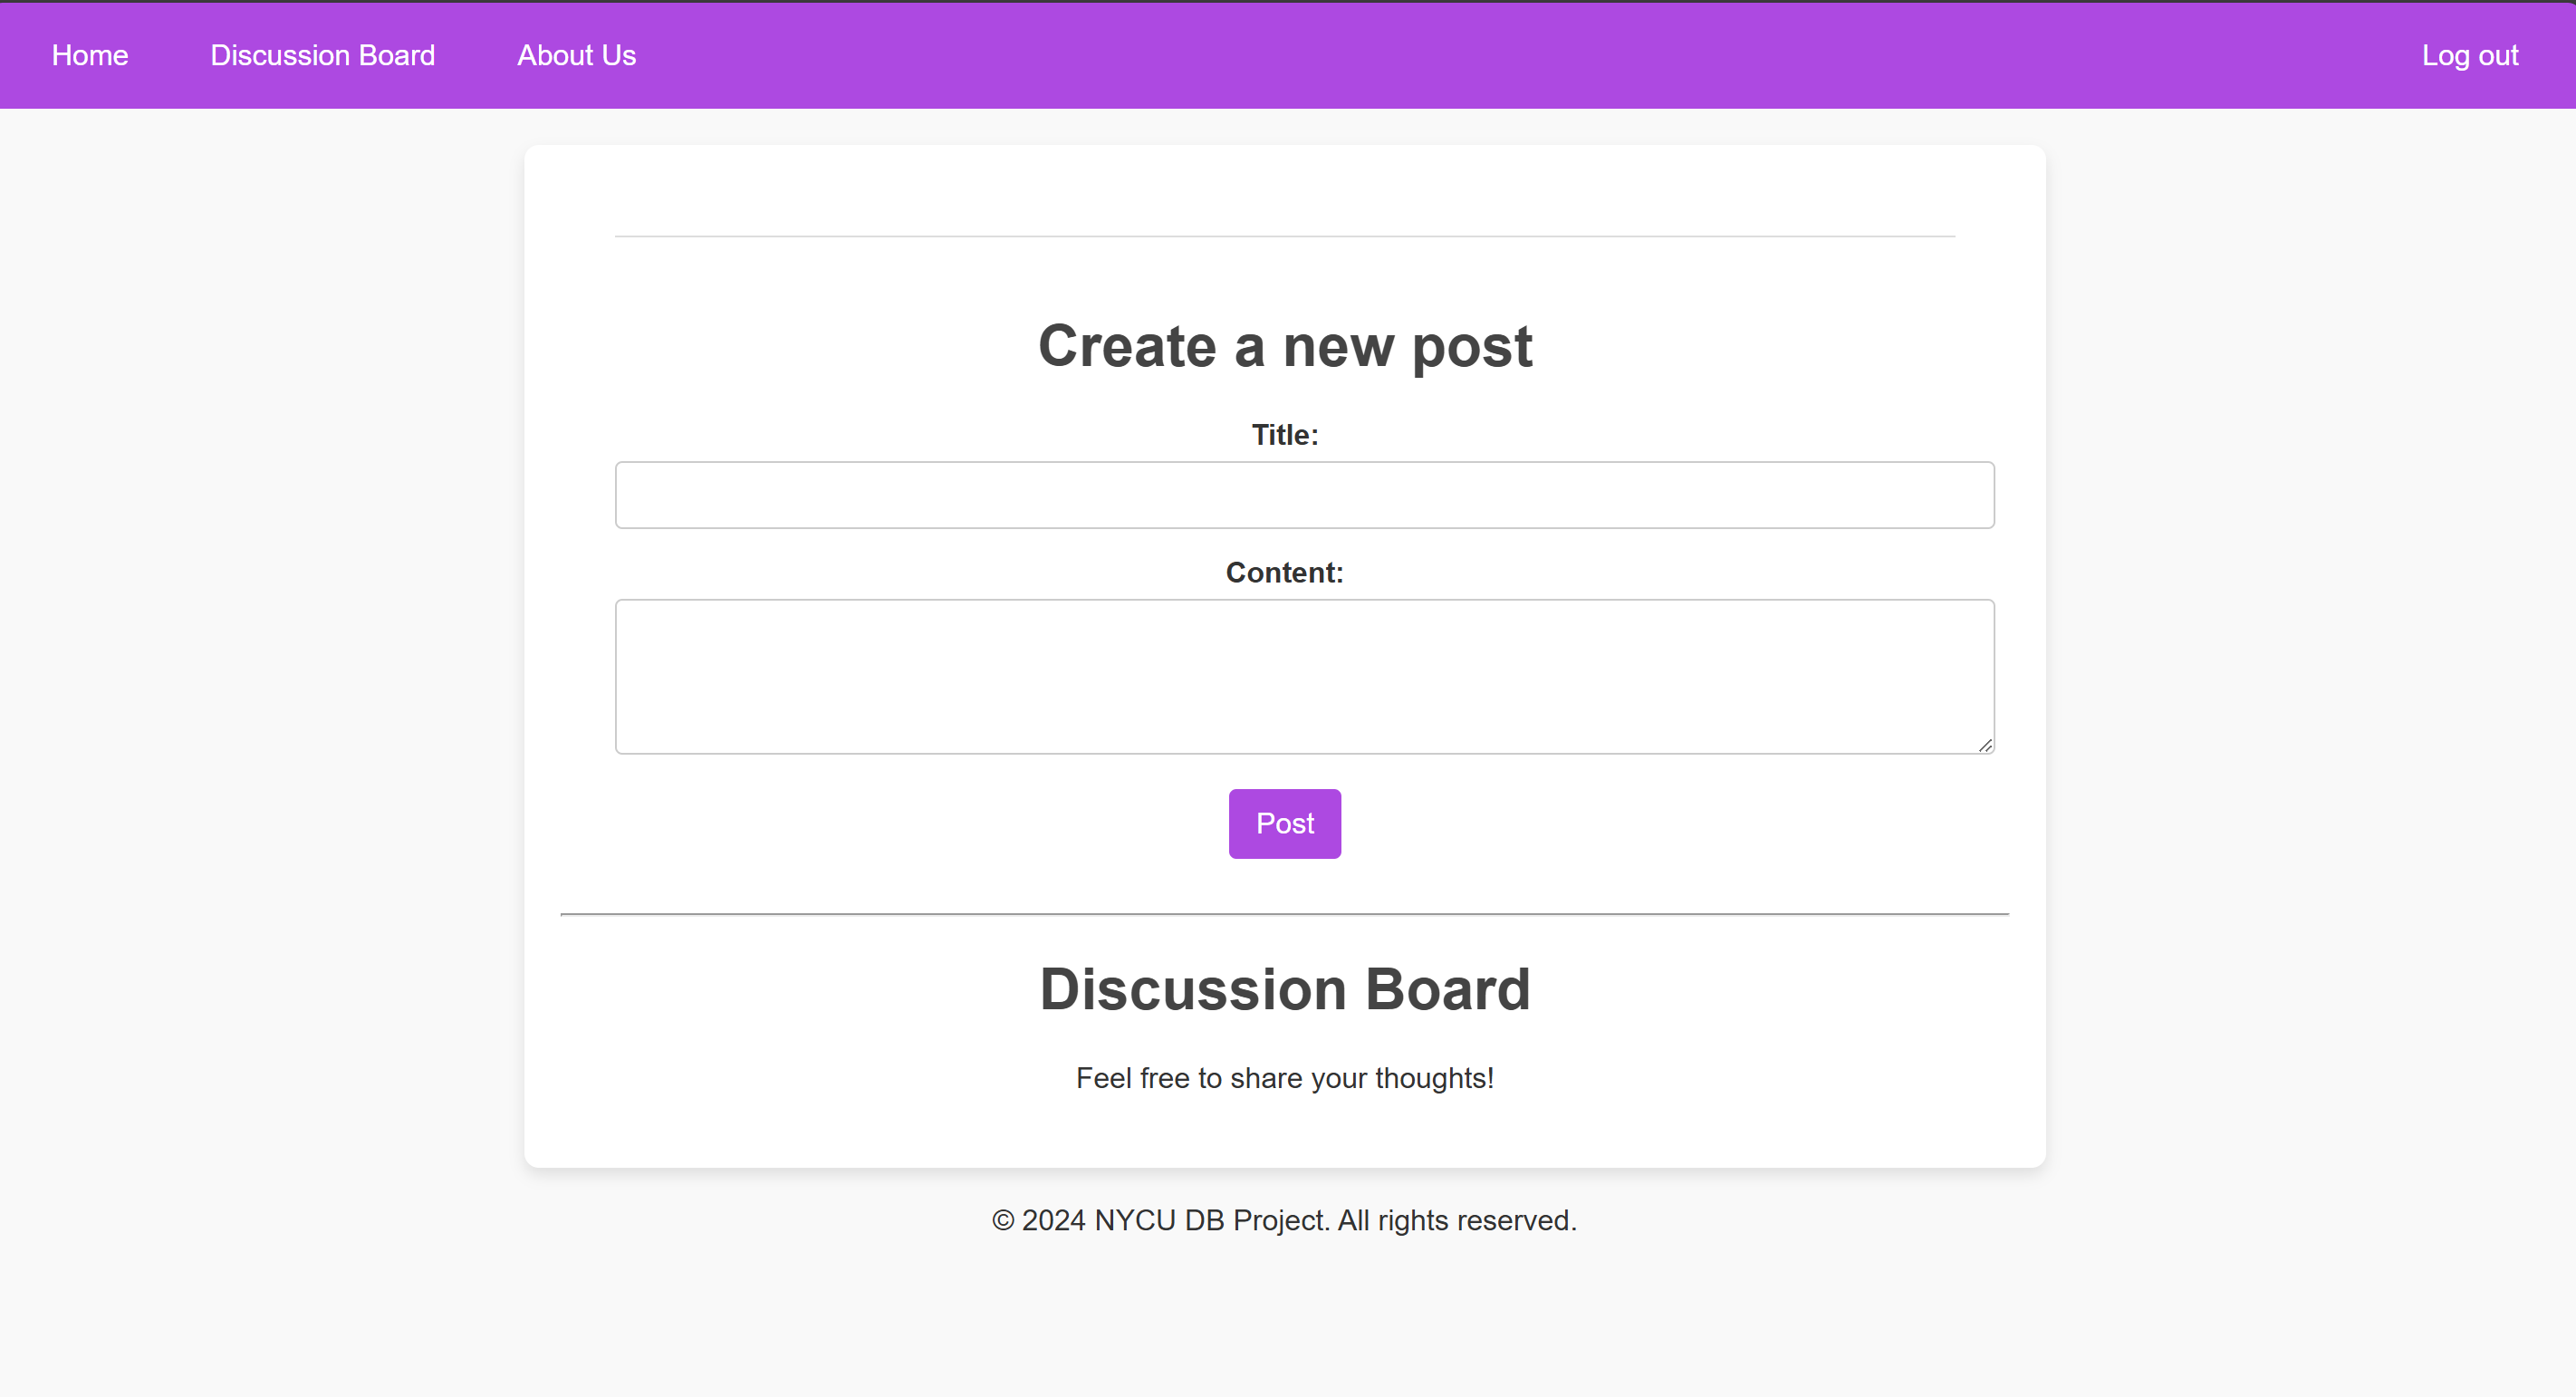 Home Discussion Board About Us Log out
Create a new post
Title:
Content:
Post
Discussion Board
Feel free to share your thoughts!
© 2024 NYCU DB Project. All rights reserved.